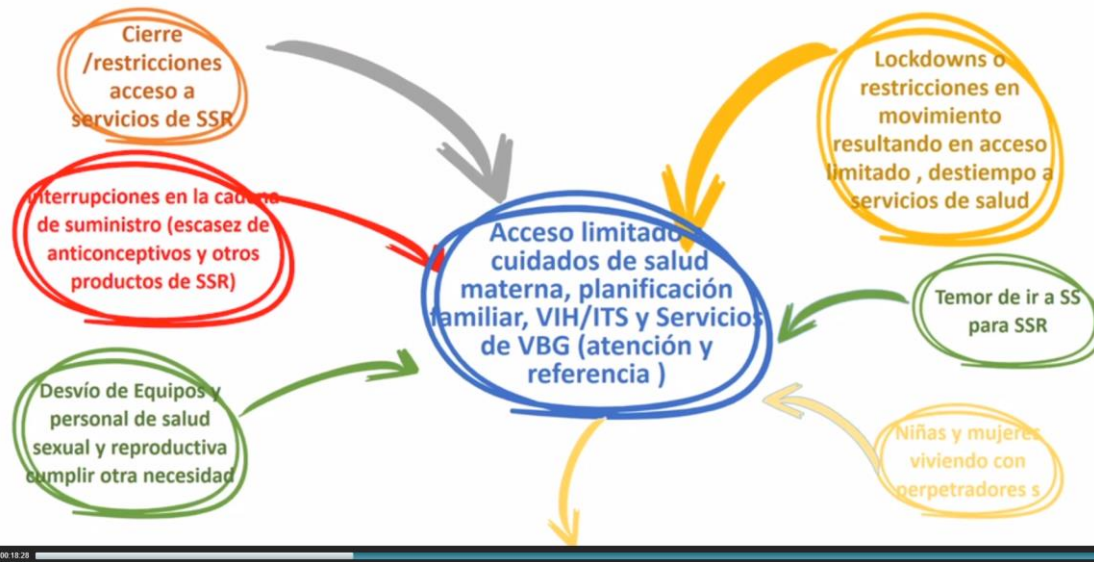 Cierre
/restricciones
acceso a
servicios de SSR
Interrupciones en la cadena
de suministro (escasez de
anticonceptivos y otros
productos de SSR)
Desvío de Equipos y
personal de salud
sexual y reproductiva
cumplir otra necesidad
Acceso limitado
cuidados de salud
materna, planificación
familiar, VIH/ITS y Servicios
de VBG (atención y
referencia )
Lockdowns o
restricciones en
movimiento
resultando en acceso
limitado , destiempo a
servicios de salud
Temor de ir a SS
para SSR
Niñas y mujeres
viviendo con
perpetradores s
00:18:28